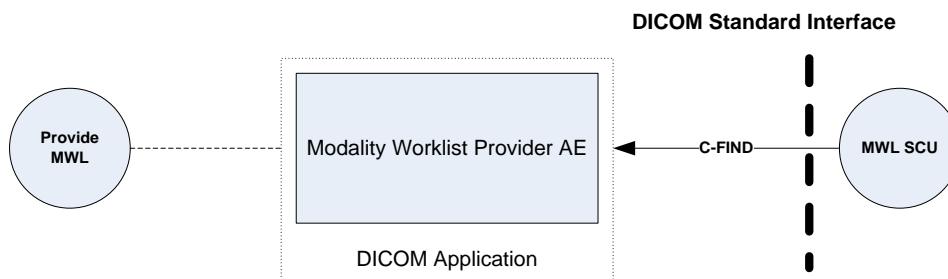 DICOM Standard Interface
Provide
MWL
Modality Worklist Provider AE
C-FIND
MWL SCU
DICOM Application